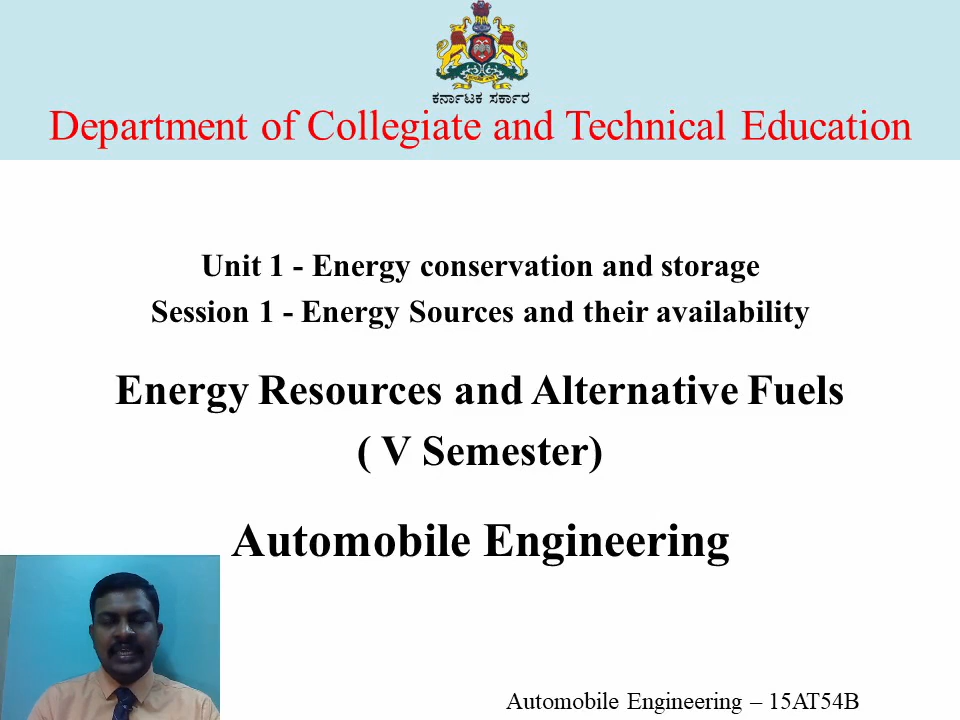 ಕರ್ನಾಟಕ ಸರ್ಕಾರ
Department of Collegiate and Technical Education
Unit 1 - Energy conservation and storage
Session 1 - Energy Sources and their availability
Energy Resources and Alternative Fuels
( V Semester)
Automobile Engineering
Automobile Engineering – 15AT54B